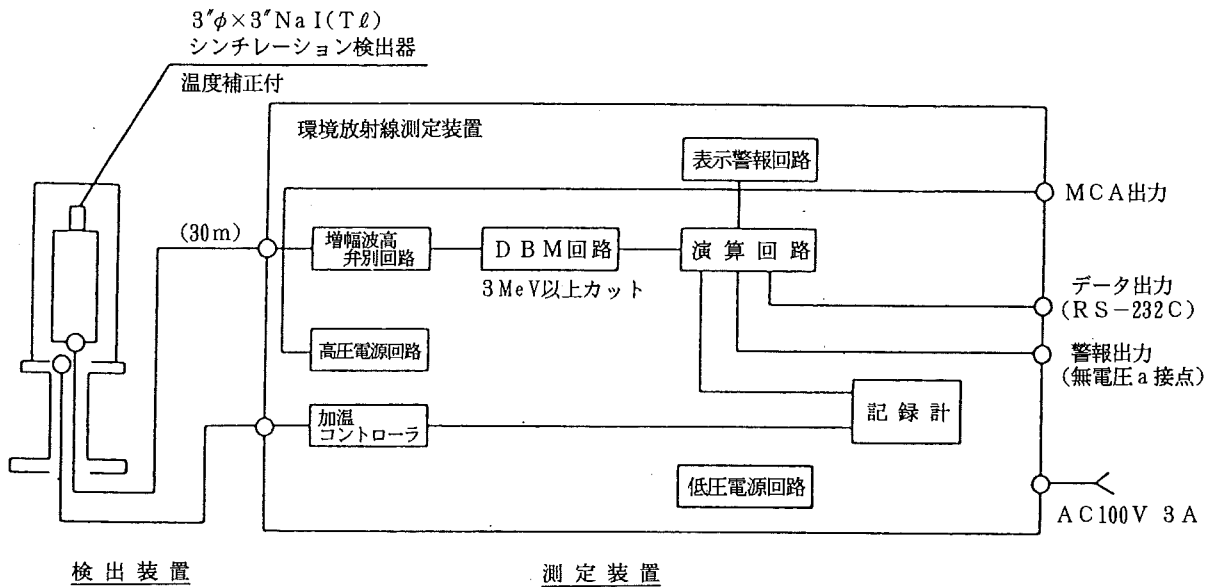 3″φ×3″NaI(Tℓ)
シンチレーション検出器
温度補正付
環境放射線測定装置
表示警報回路
MCA出力
(30m)
増幅波高
弁別回路
DBM回路
演算回路
3MeV以上カット
データ出力
(RS-232C)
高圧電源回路
警報出力
(無電圧a接点)
記録計
加温
コントローラ
低圧電源回路
AC100V 3A
検出装置
測定装置